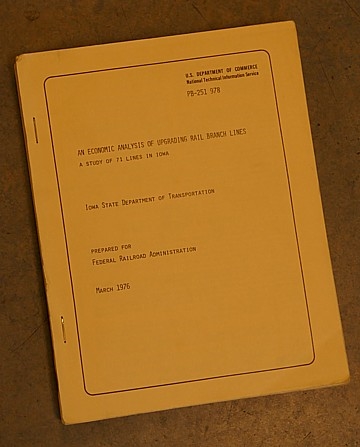 U.S. DEPARTMENT OF COMMERCE
National Technical Information Service
PB-251 978
AN ECONOMIC ANALYSIS OF UPGRADING RAIL BRANCH LINES
A STUDY OF 71 LINES IN IOWA
IOWA STATE DEPARTMENT OF TRANSPORTATION
PREPARED FOR
FEDERAL RAILROAD ADMINISTRATION
MARCH 1976